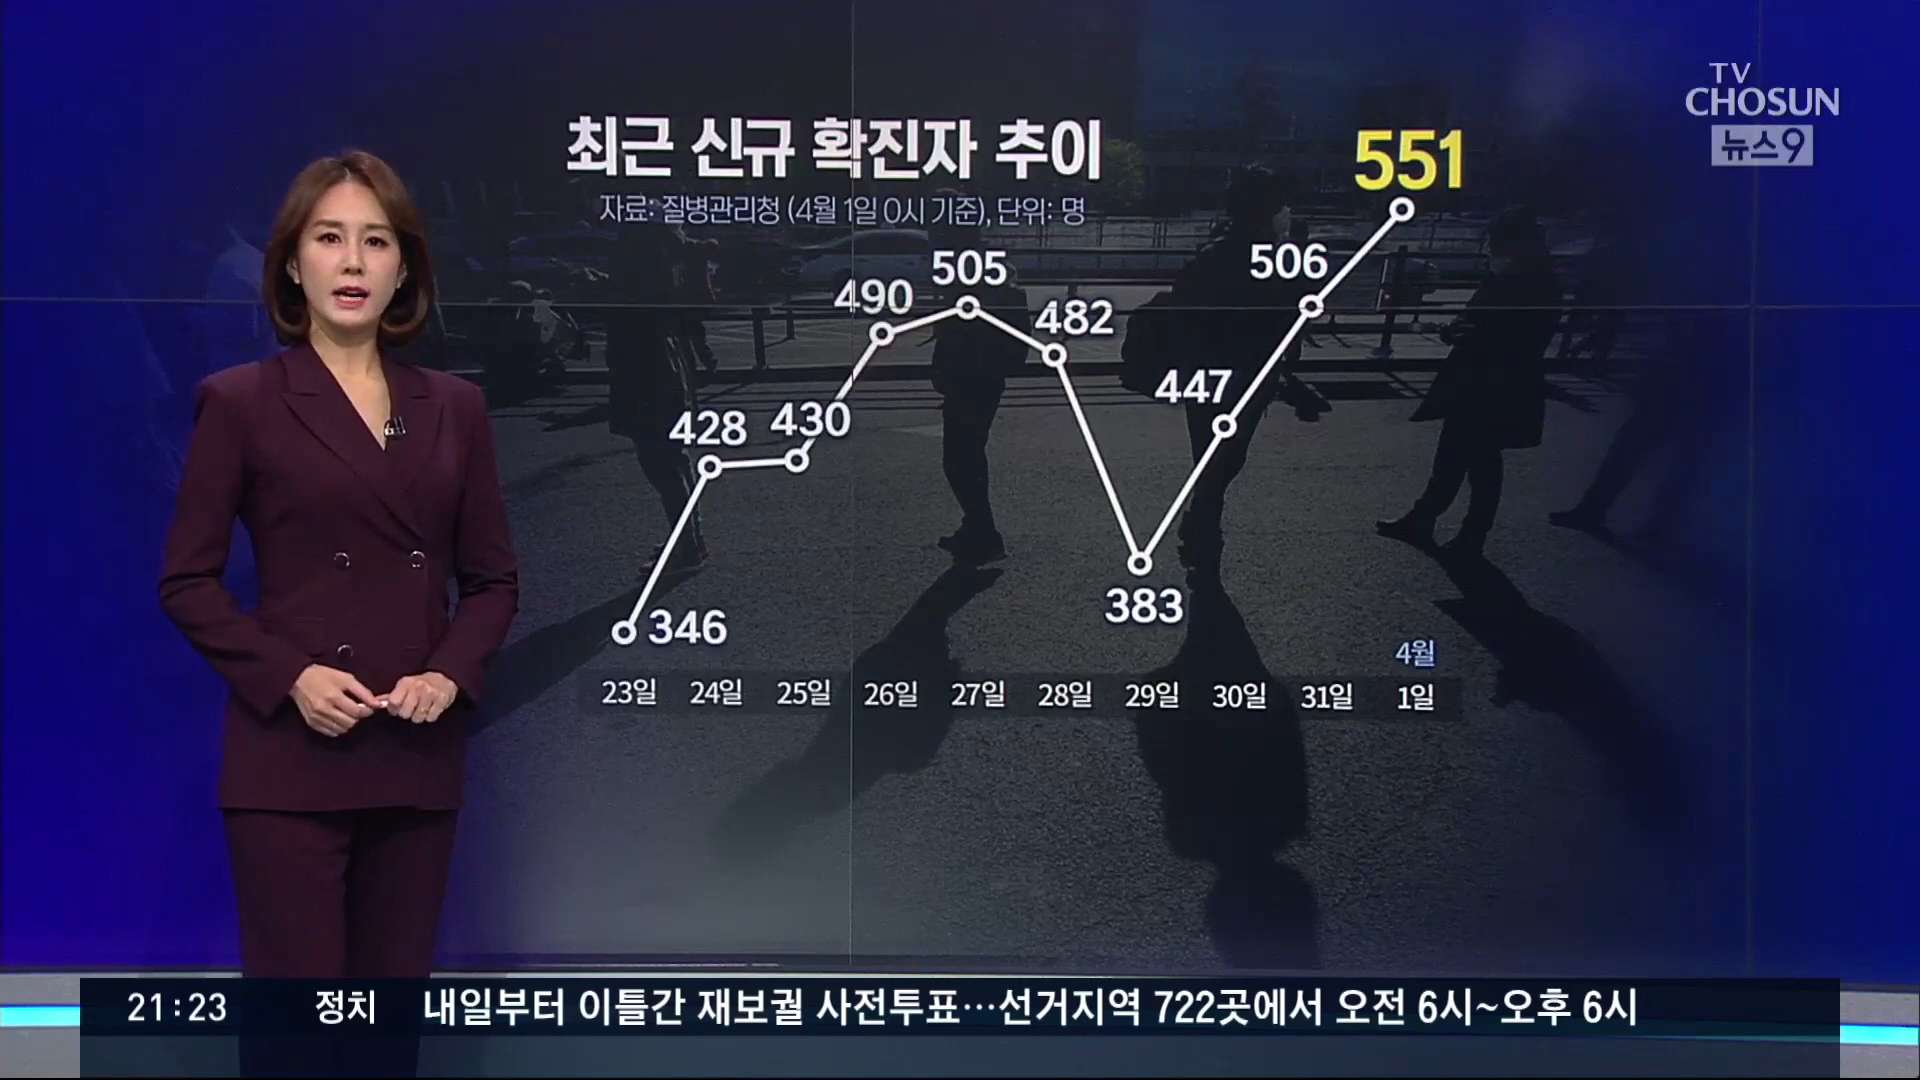 TV
CHOSUN
뉴스9
최근 신규 확진자 추이
자료: 질병관리청 (4월 1일 0시 기준), 단위: 명
551
506
505
490
482
447
430
428
383
346
4월
23일 24일 25일 26일 27일 28일 29일 30일 31일 1일
21:23 정치 내일부터 이틀간 재보궐 사전투표…선거지역 722곳에서 오전 6시~오후 6시